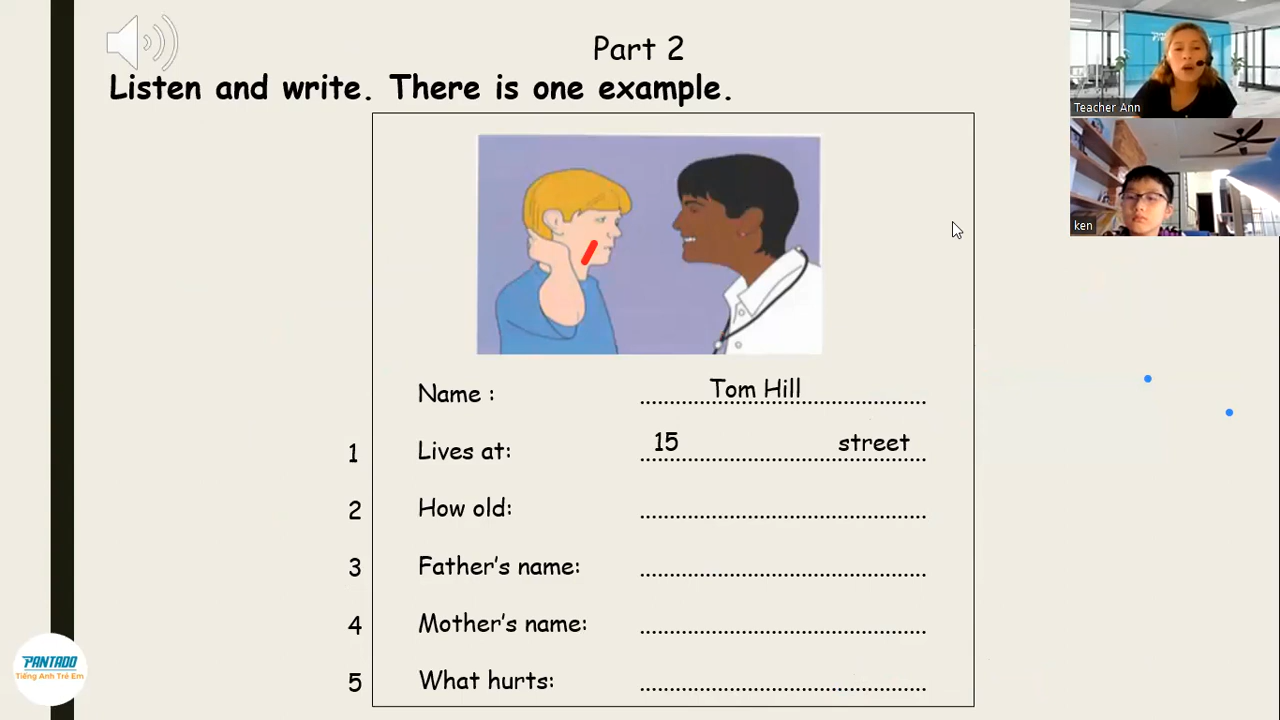 Part 2
Listen and write. There is one example.
Teacher Ann
ken
Name : Tom Hill
1 Lives at: 15 street
2 How old:
3 Father's name:
4 Mother's name:
5 What hurts:
PANTADO
Tiếng Anh Trẻ Em